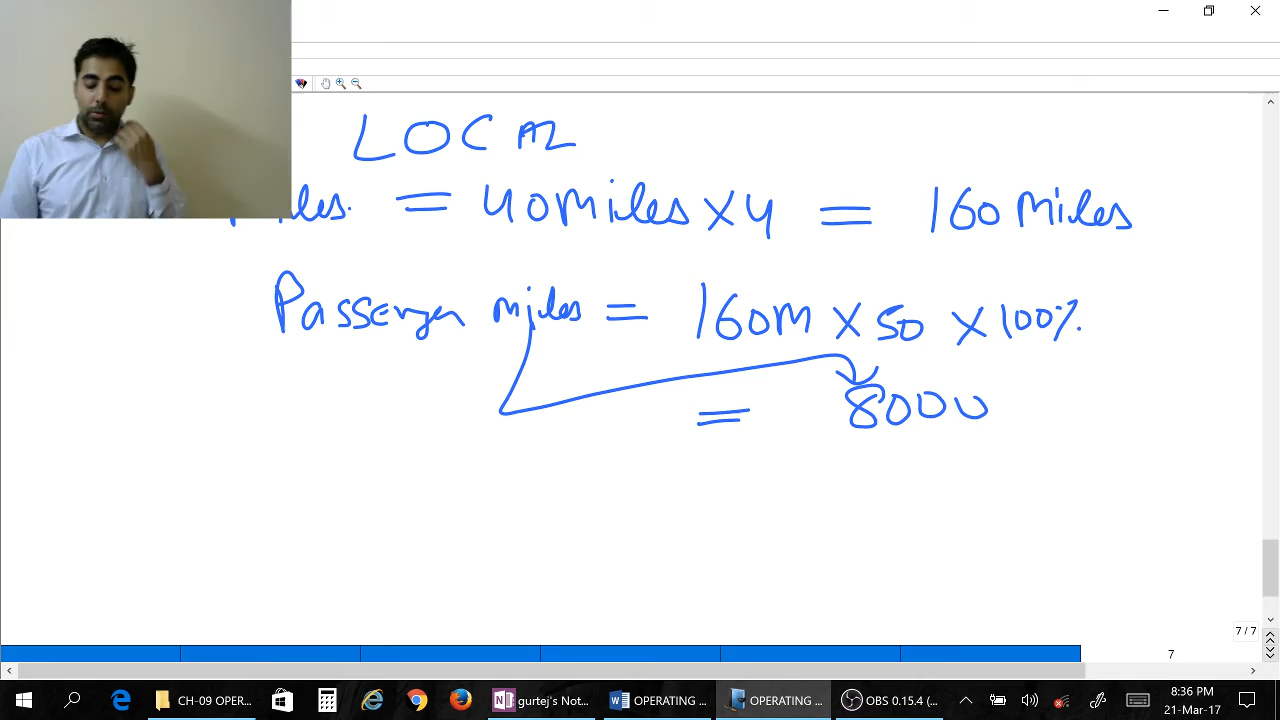 LOCAL
Miles. = 40 Miles X 4 = 160 Miles
Passenger miles = 160M X 50 X 100%
= 8000
7 / 7
7
CH-09 OPER...
gurtej's Not...
OPERATING ...
OPERATING ...
OBS 0.15.4 (...
8:36 PM
21-Mar-17